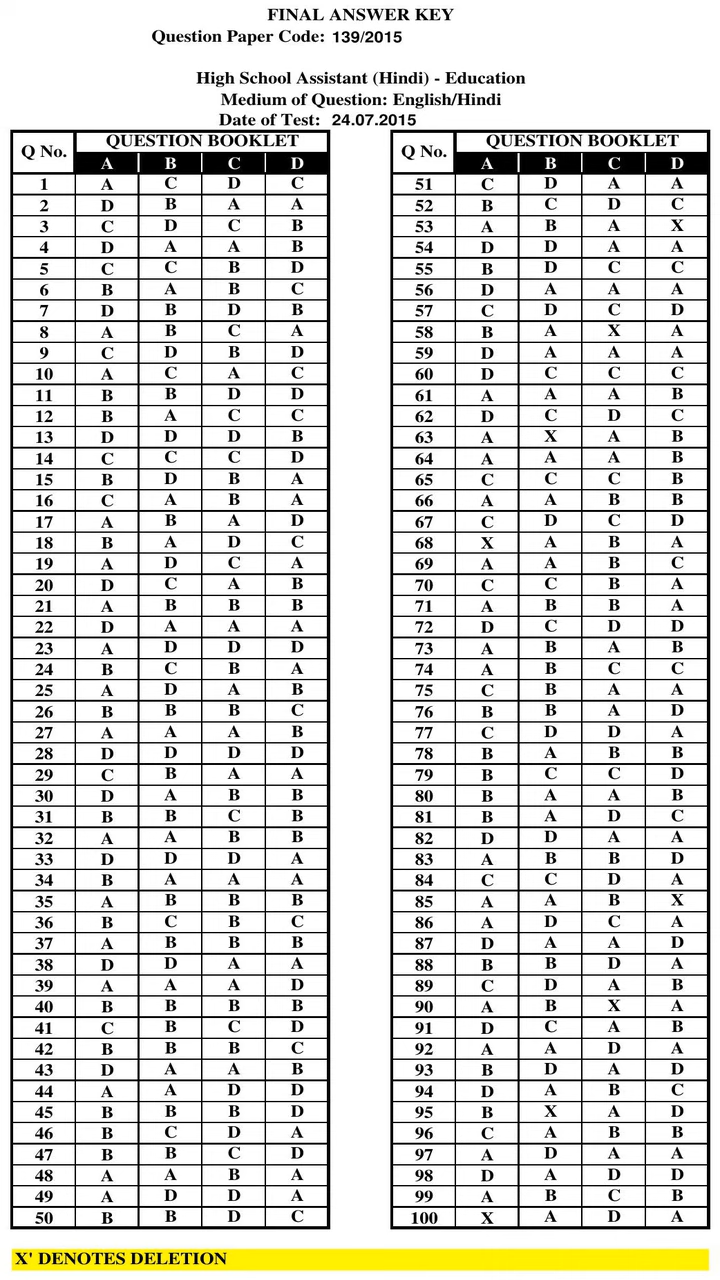 FINAL ANSWER KEY
Question Paper Code: 139/2015
High School Assistant (Hindi) - Education
Medium of Question: English/Hindi
Date of Test: 24.07.2015
Q No. QUESTION BOOKLET
A B C D
1 A C D C
2 D B A A
3 C D C B
4 D A A B
5 C C B D
6 B A B C
7 D B D B
8 A B C A
9 C D B D
10 A C A C
11 B B D D
12 B A C C
13 D D D B
14 C C C D
15 B D B A
16 C A B A
17 A B A D
18 B A D C
19 A D C A
20 D C A B
21 A B B B
22 D A A A
23 A D D D
24 B C B A
25 A D A B
26 B B B C
27 A A A B
28 D D D D
29 C B A A
30 D A B B
31 B B C B
32 A A B B
33 D D D A
34 B A A A
35 A B B B
36 B C B C
37 A B B B
38 D D A A
39 A A A D
40 B B B B
41 C B C D
42 B B B C
43 D A A B
44 A A D D
45 B B B D
46 B C D A
47 B B C D
48 A A B A
49 A D D A
50 B B D C
Q No. QUESTION BOOKLET
A B C D
51 C D A A
52 B C D C
53 A B A X
54 D D A A
55 B D C C
56 D A A A
57 C D C D
58 B A X A
59 D A A A
60 D C C C
61 A A A B
62 D C D C
63 A X A B
64 A A A B
65 C C C B
66 A A B B
67 C D C D
68 X A B A
69 A A B C
70 C C B A
71 A B B A
72 D C D D
73 A B A B
74 A B C C
75 C B A A
76 B B A D
77 C D D A
78 B A B B
79 B C C D
80 B A A B
81 B A D C
82 D D A A
83 A B B D
84 C C D A
85 A A B X
86 A D C A
87 D A A D
88 B B D A
89 C D A B
90 A B X A
91 D C A B
92 A A D A
93 B D A D
94 D A B C
95 B X A D
96 C A B B
97 A D A A
98 D A D D
99 A B C B
100 X A D A
X' DENOTES DELETION